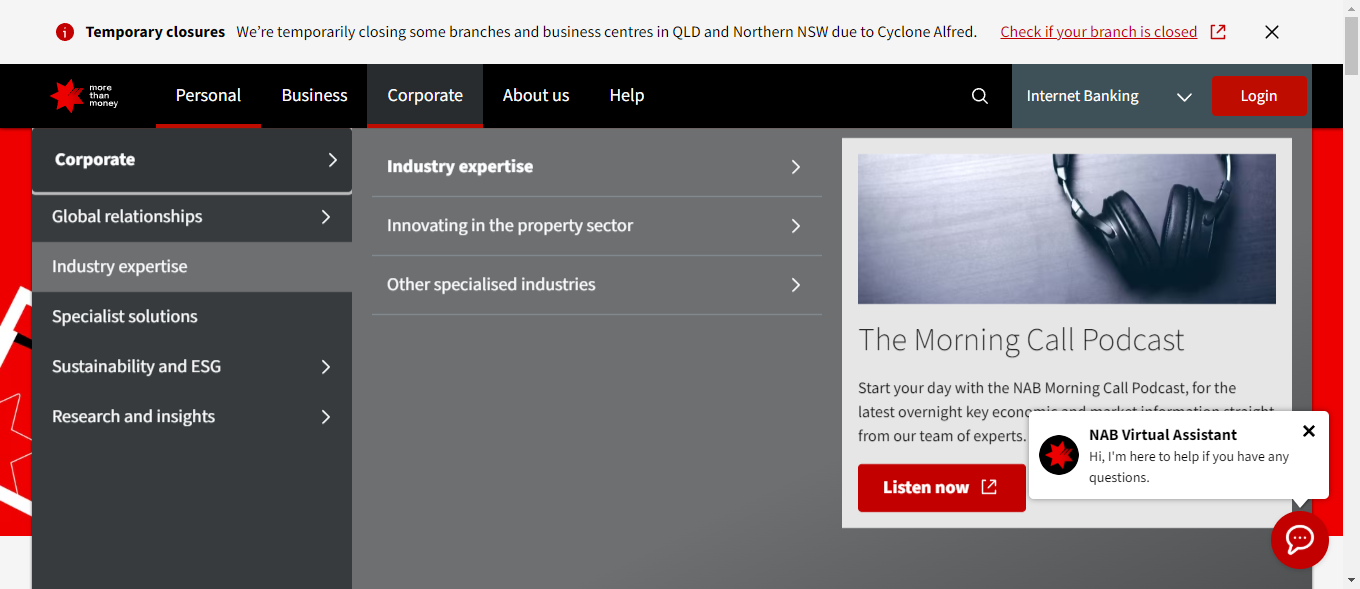 Temporary closures We're temporarily closing some branches and business centres in QLD and Northern NSW due to Cyclone Alfred. Check if your branch is closed
more
than
money
Personal Business Corporate About us Help Internet Banking Login
Corporate
Global relationships
Industry expertise
Specialist solutions
Sustainability and ESG
Research and insights
Industry expertise
Innovating in the property sector
Other specialised industries
The Morning Call Podcast
Start your day with the NAB Morning Call Podcast, for the
latest overnight key economic and market information straight
from our team of experts.
Listen now
NAB Virtual Assistant
Hi, I'm here to help if you have any
questions.